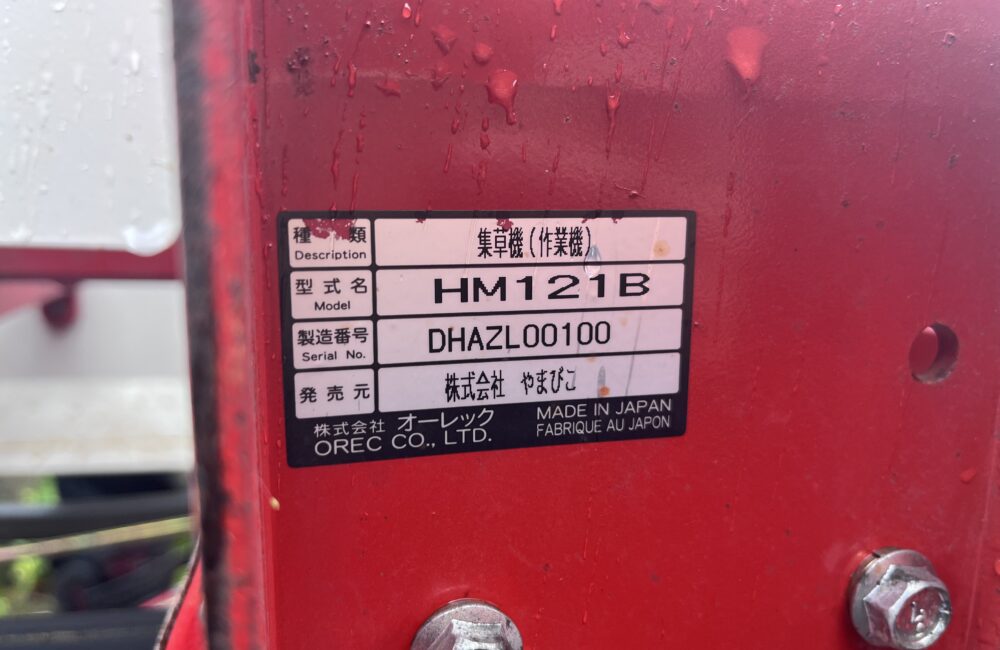 種類 集草機(作業機)
Description
型式名 HM121B
Model
製造番号 DHAZL00100
Serial No.
発売元 株式会社 やまびこ
株式会社 オーレック MADE IN JAPAN
OREC CO., LTD. FABRIQUE AU JAPON